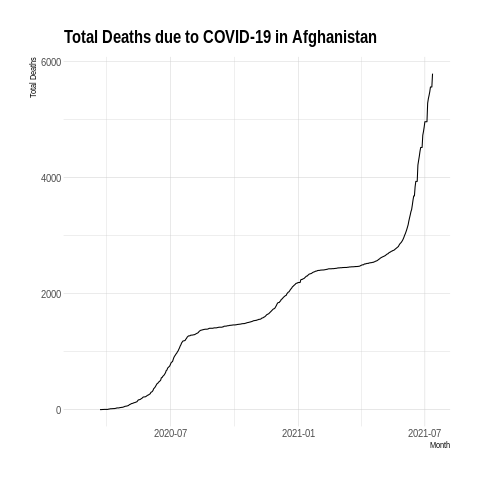 Total Deaths due to COVID-19 in Afghanistan
Total Deaths
6000
4000
2000
0
2020-07
2021-01
2021-07
Month